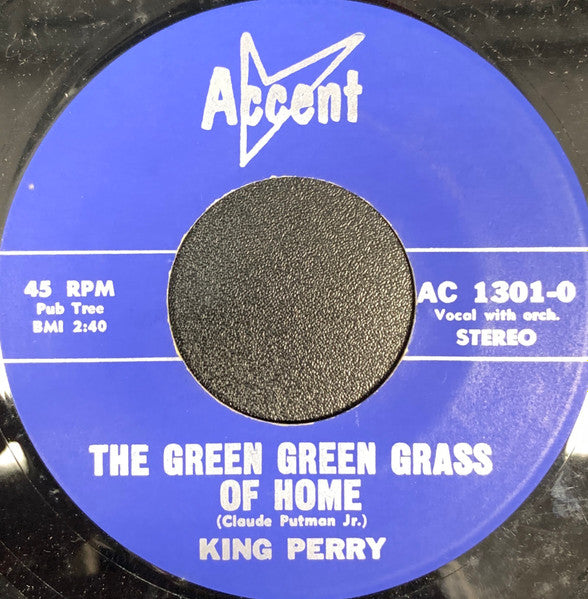 Accent
45 RPM
Pub Tree
BMI 2:40
AC 1301-0
Vocal with orch.
STEREO
THE GREEN GREEN GRASS
OF HOME
(Claude Putman Jr.)
KING PERRY